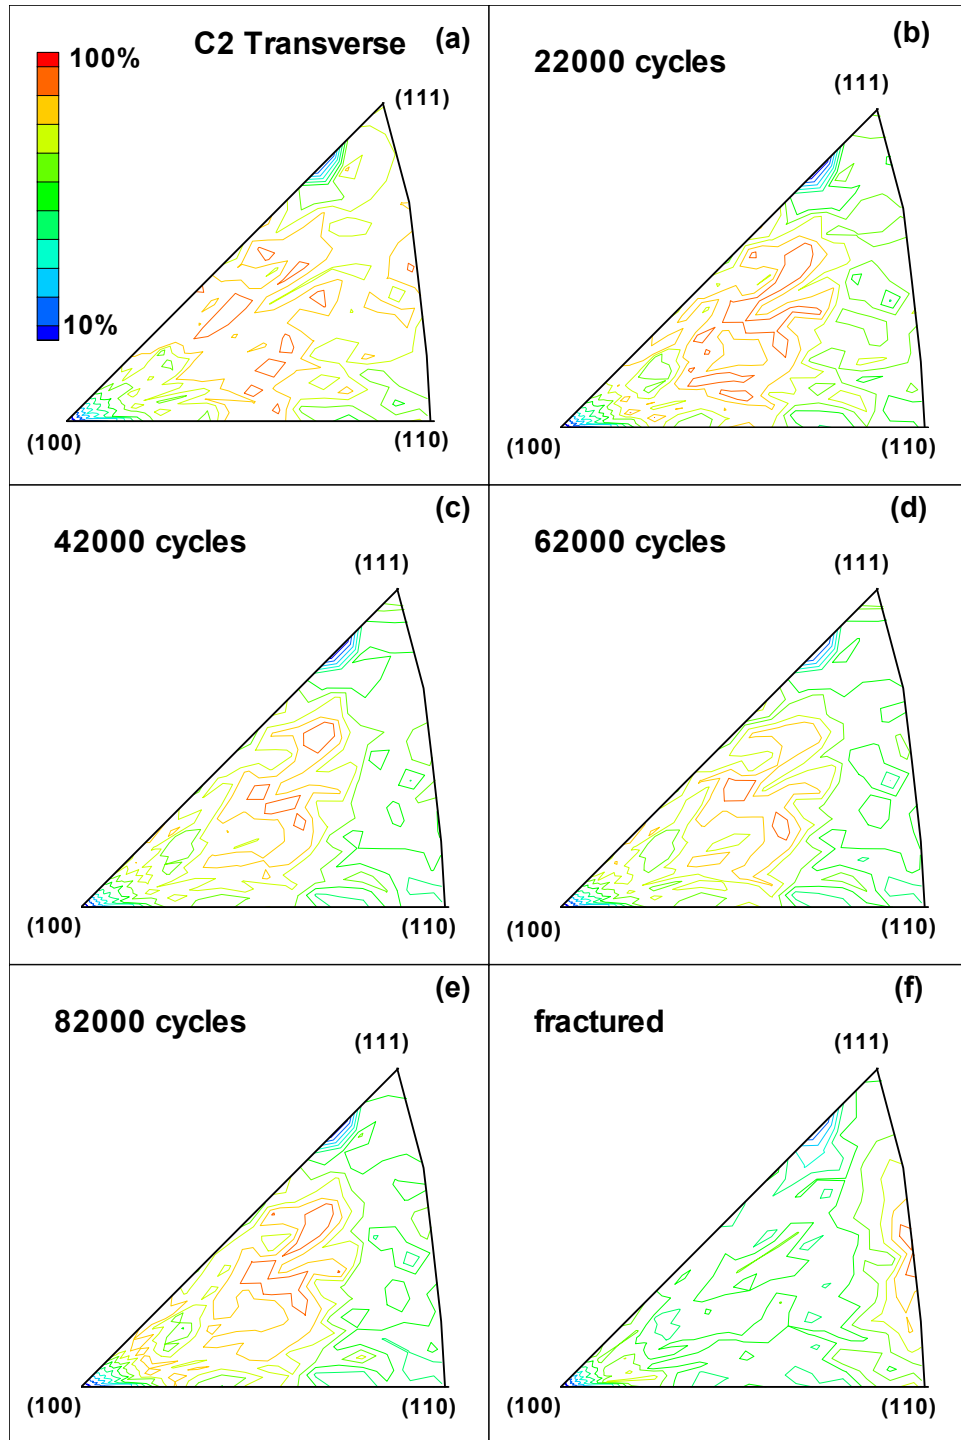 C2 Transverse (a)
100%
10%
(111)
(100)
(110)
(b)
22000 cycles
(111)
(100)
(110)
(c)
42000 cycles
(111)
(100)
(110)
(d)
62000 cycles
(111)
(100)
(110)
(e)
82000 cycles
(111)
(100)
(110)
(f)
fractured
(111)
(100)
(110)